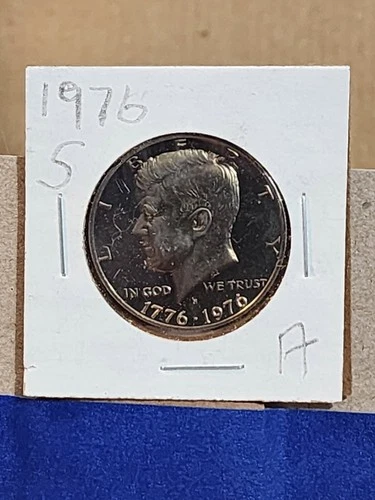 1976
S
LIBERTY
IN GOD WE TRUST
1776·1976
A